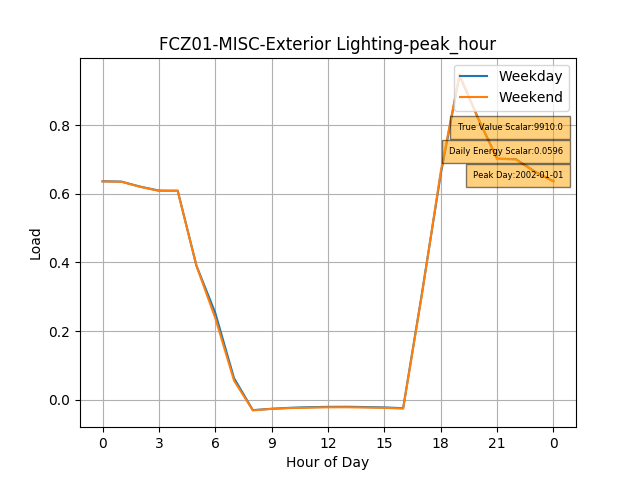 FCZ01-MISC-Exterior Lighting-peak_hour
Weekday
Weekend
True Value Scalar:9910.0
Daily Energy Scalar:0.0596
Peak Day:2002-01-01
0.8
0.6
0.4
0.2
0.0
Load
0 3 6 9 12 15 18 21 0
Hour of Day